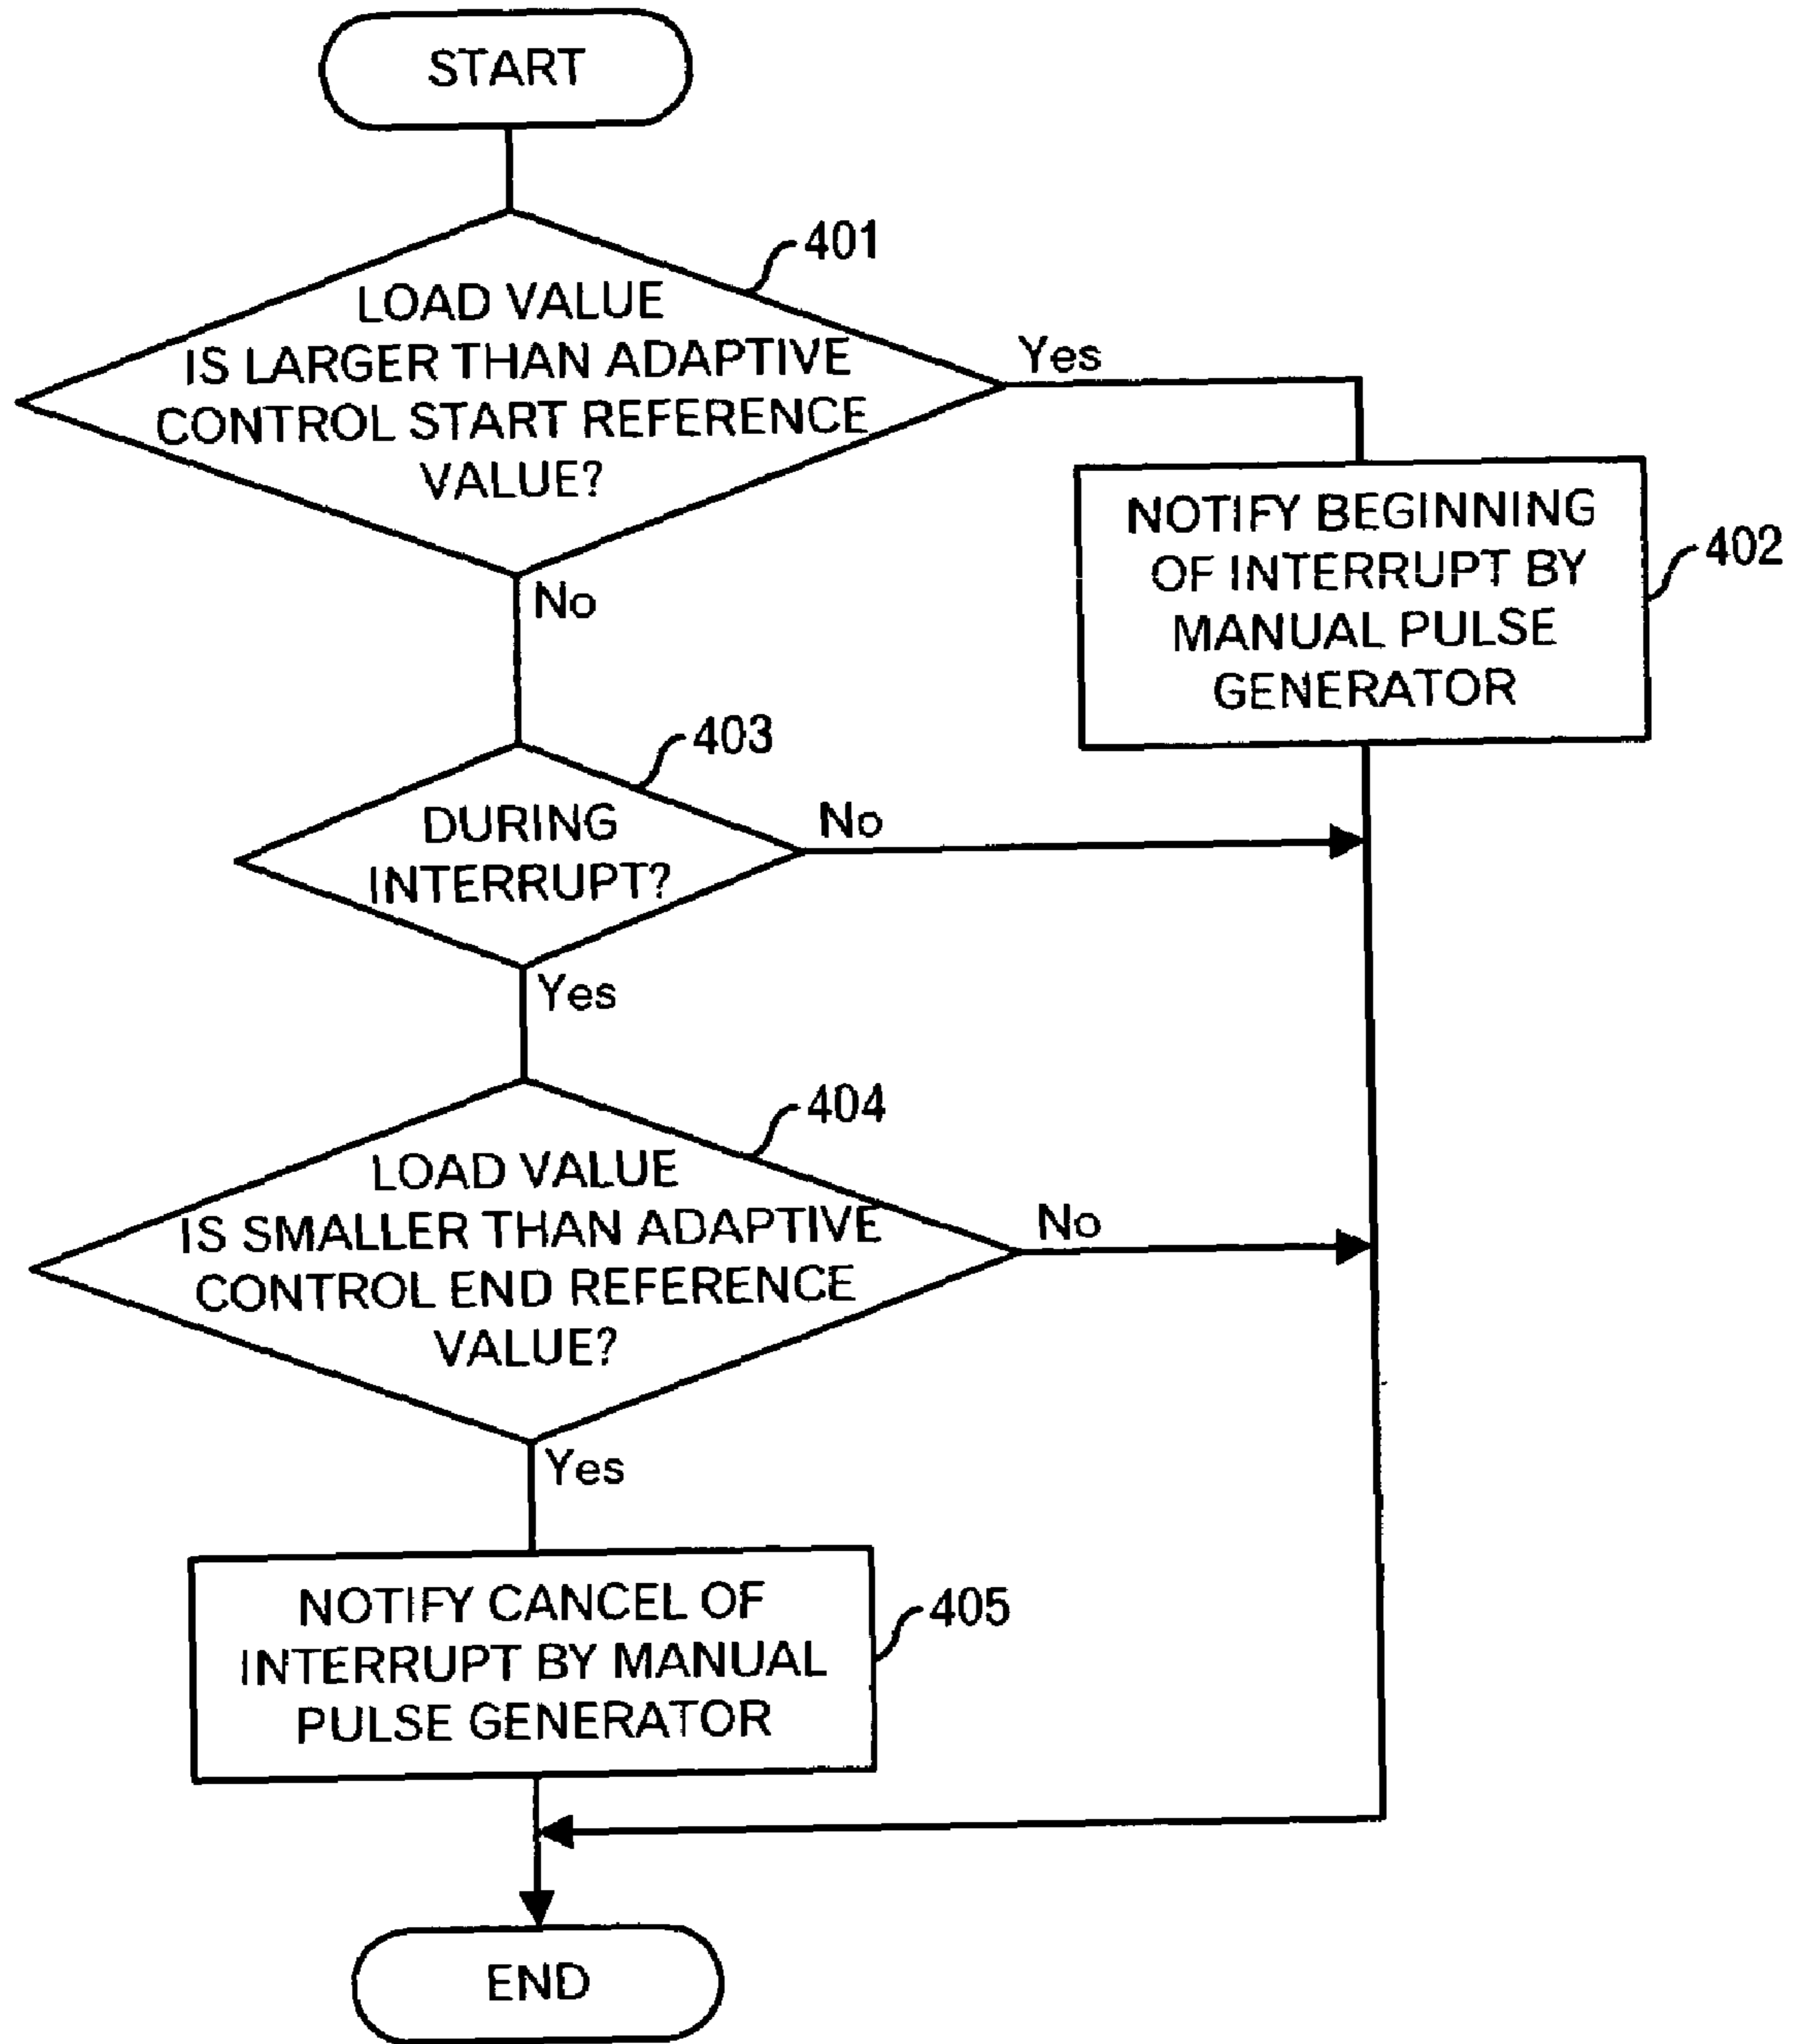 START
401
LOAD VALUE
IS LARGER THAN ADAPTIVE
CONTROL START REFERENCE
VALUE?
Yes
No
NOTIFY BEGINNING
OF INTERRUPT BY
MANUAL PULSE
GENERATOR
402
403
DURING
INTERRUPT?
No
Yes
404
LOAD VALUE
IS SMALLER THAN ADAPTIVE
CONTROL END REFERENCE
VALUE?
No
Yes
NOTIFY CANCEL OF
INTERRUPT BY MANUAL
PULSE GENERATOR
405
END